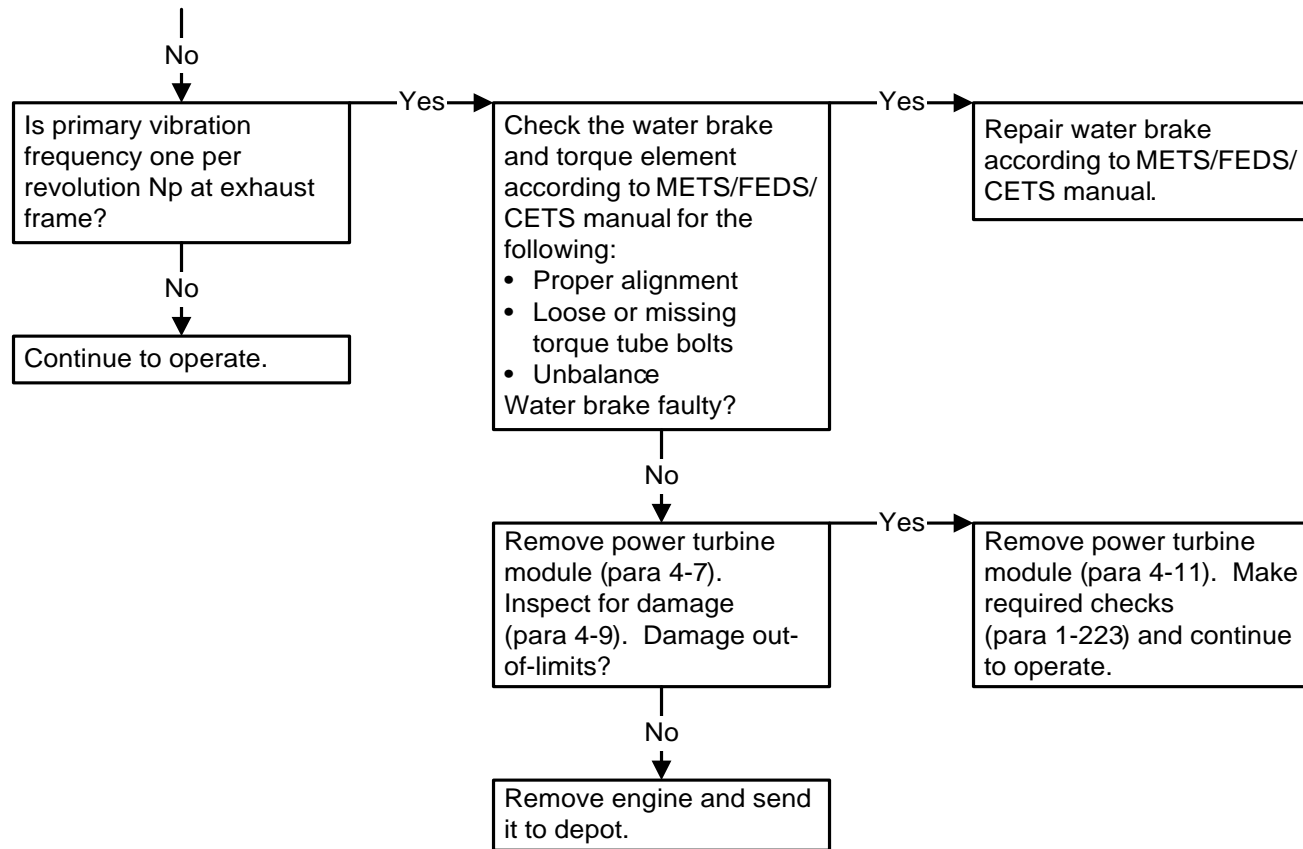 No
Is primary vibration
frequency one per
revolution Np at exhaust
frame?
Yes
Check the water brake
and torque element
according to METS/FEDS/
CETS manual for the
following:
• Proper alignment
• Loose or missing
torque tube bolts
• Unbalance
Water brake faulty?
Yes
Repair water brake
according to METS/FEDS/
CETS manual.
No
Continue to operate.
No
Remove power turbine
module (para 4-7).
Inspect for damage
(para 4-9). Damage out-
of-limits?
Yes
Remove power turbine
module (para 4-11). Make
required checks
(para 1-223) and continue
to operate.
No
Remove engine and send
it to depot.